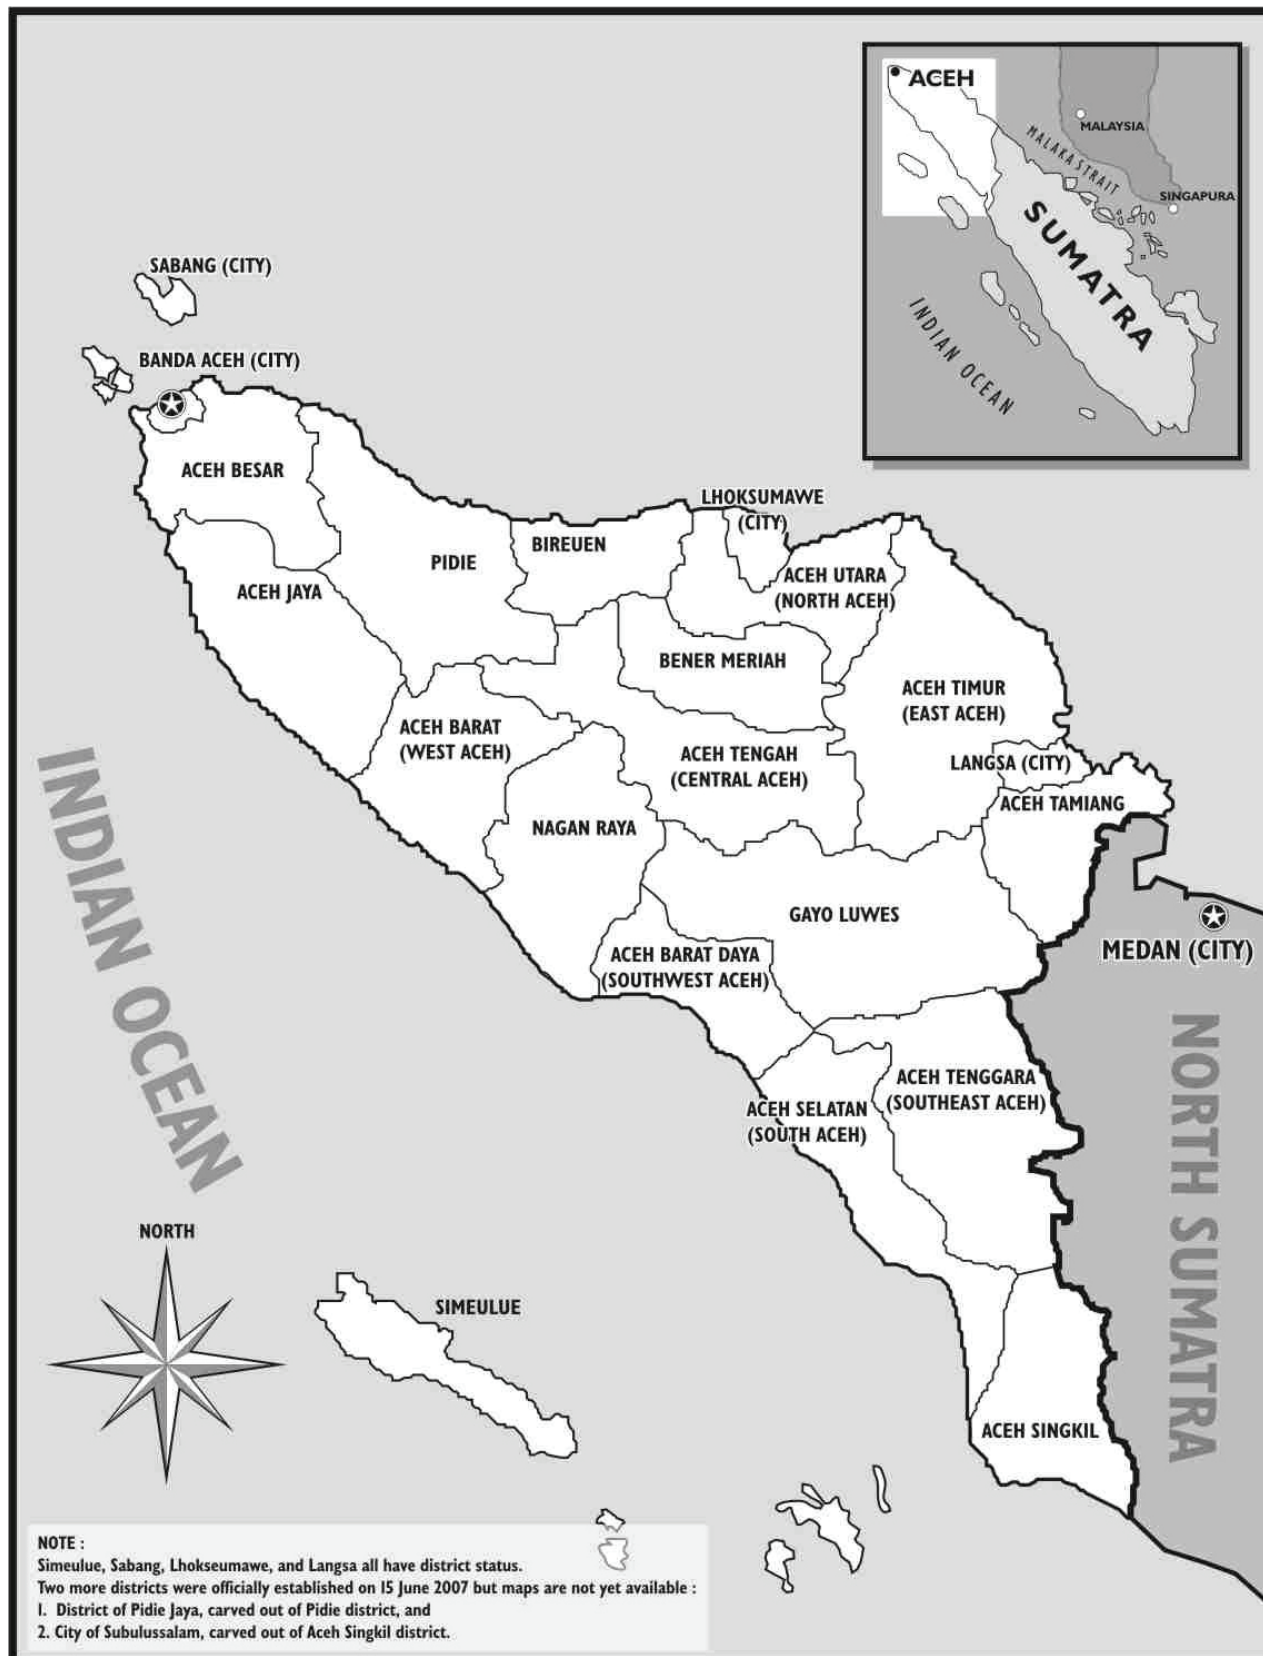 ACEH
MALAYSIA
MALAKA STRAIT
SINGAPURA
SUMATRA
INDIAN OCEAN
SABANG (CITY)
BANDA ACEH (CITY)
ACEH BESAR
LHOKSUMAWE
(CITY)
PIDIE
BIREUEN
ACEH UTARA
(NORTH ACEH)
ACEH JAYA
BENER MERIAH
ACEH TIMUR
(EAST ACEH)
ACEH BARAT
(WEST ACEH)
ACEH TENGAH
(CENTRAL ACEH)
LANGSA (CITY)
ACEH TAMIANG
NAGAN RAYA
GAYO LUWES
MEDAN (CITY)
ACEH BARAT DAYA
(SOUTHWEST ACEH)
INDIAN OCEAN
NORTH SUMATRA
ACEH TENGGARA
(SOUTHEAST ACEH)
ACEH SELATAN
(SOUTH ACEH)
NORTH
SIMEULUE
ACEH SINGKIL
NOTE :
Simeulue, Sabang, Lhokseumawe, and Langsa all have district status.
Two more districts were officially established on 15 June 2007 but maps are not yet available :
1. District of Pidie Jaya, carved out of Pidie district, and
2. City of Subulussalam, carved out of Aceh Singkil district.